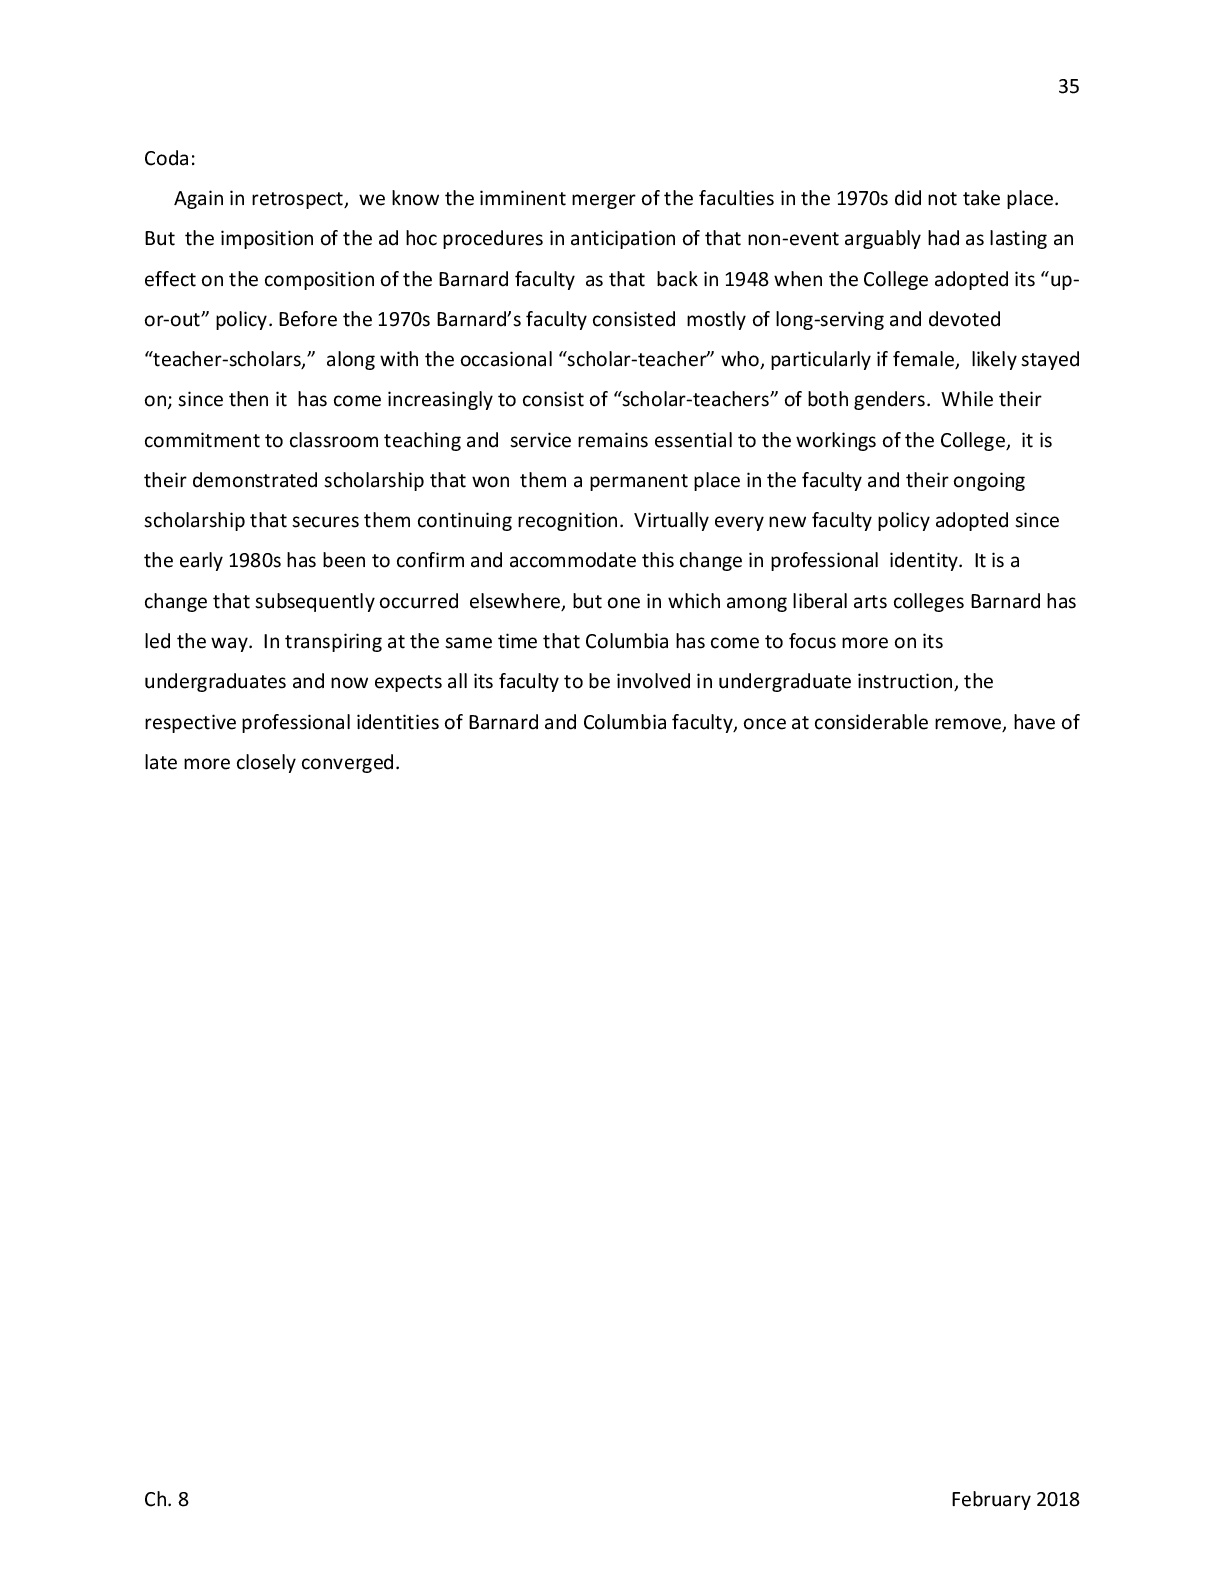 35
Coda:
Again in retrospect,  we know the imminent merger of the faculties in the 1970s did not take place.
But  the imposition of the ad hoc procedures in anticipation of that non-event arguably had as lasting an
effect on the composition of the Barnard faculty  as that  back in 1948 when the College adopted its “up-
or-out” policy. Before the 1970s Barnard’s faculty consisted  mostly of long-serving and devoted
“teacher-scholars,”  along with the occasional “scholar-teacher” who, particularly if female,  likely stayed
on; since then it  has come increasingly to consist of “scholar-teachers” of both genders.  While their
commitment to classroom teaching and  service remains essential to the workings of the College,  it is
their demonstrated scholarship that won  them a permanent place in the faculty and their ongoing
scholarship that secures them continuing recognition.  Virtually every new faculty policy adopted since
the early 1980s has been to confirm and accommodate this change in professional  identity.  It is a
change that subsequently occurred  elsewhere, but one in which among liberal arts colleges Barnard has
led the way.  In transpiring at the same time that Columbia has come to focus more on its
undergraduates and now expects all its faculty to be involved in undergraduate instruction, the
respective professional identities of Barnard and Columbia faculty, once at considerable remove, have of
late more closely converged.
Ch. 8
February 2018